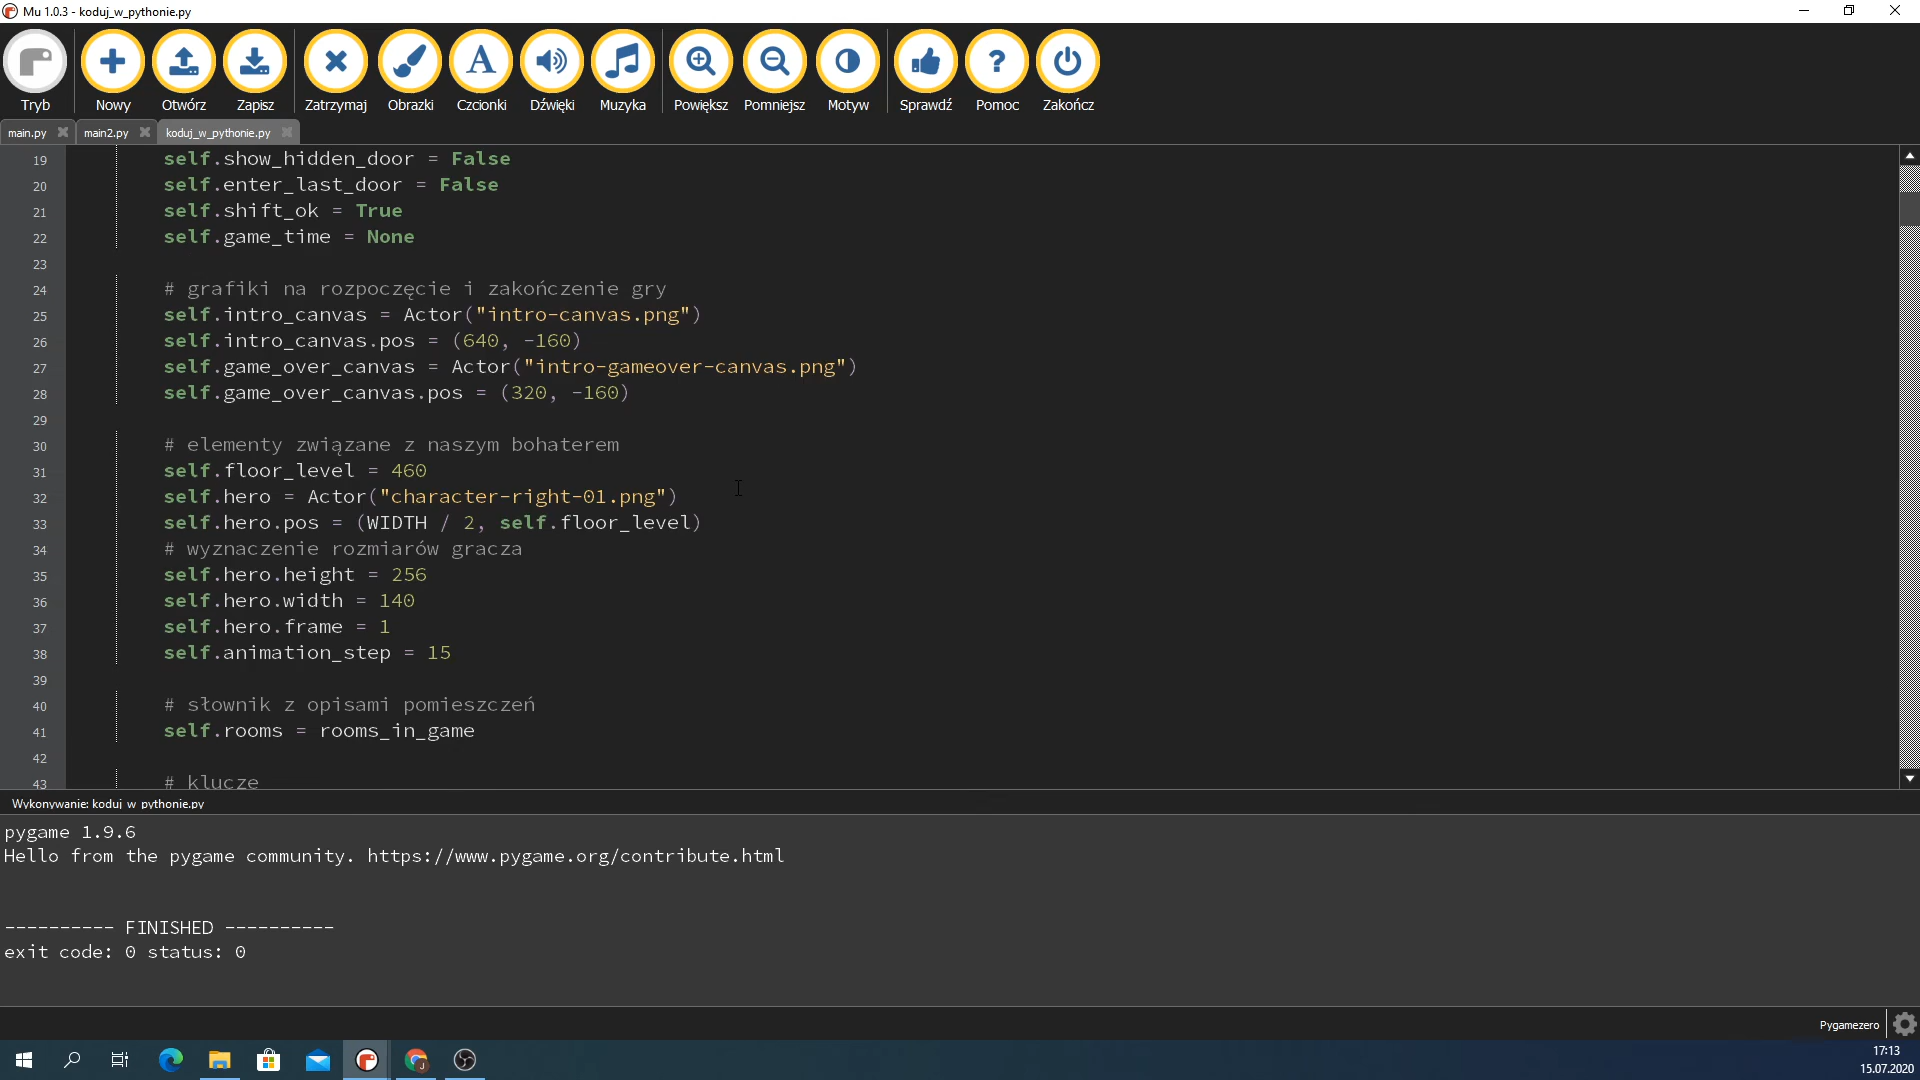 Mu 1.0.3 - koduj_w_pythonie.py
Tryb Nowy Otwórz Zapisz Zatrzymaj Obrazki Czcionki Dźwięki Muzyka Powiększ Pomniejsz Motyw Sprawdź Pomoc Zakończ
main.py main2.py koduj_w_pythonie.py
19 self.show_hidden_door = False
20 self.enter_last_door = False
21 self.shift_ok = True
22 self.game_time = None
23
24 # grafiki na rozpoczęcie i zakończenie gry
25 self.intro_canvas = Actor("intro-canvas.png")
26 self.intro_canvas.pos = (640, -160)
27 self.game_over_canvas = Actor("intro-gameover-canvas.png")
28 self.game_over_canvas.pos = (320, -160)
29
30 # elementy związane z naszym bohaterem
31 self.floor_level = 460
32 self.hero = Actor("character-right-01.png")
33 self.hero.pos = (WIDTH / 2, self.floor_level)
34 # wyznaczenie rozmiarów gracza
35 self.hero.height = 256
36 self.hero.width = 140
37 self.hero.frame = 1
38 self.animation_step = 15
39
40 # słownik z opisami pomieszczeń
41 self.rooms = rooms_in_game
42
43 # klucze
Wykonywanie: koduj_w_pythonie.py
pygame 1.9.6
Hello from the pygame community. https://www.pygame.org/contribute.html
---------- FINISHED ----------
exit code: 0 status: 0
Pygamezero
17:13
15.07.2020